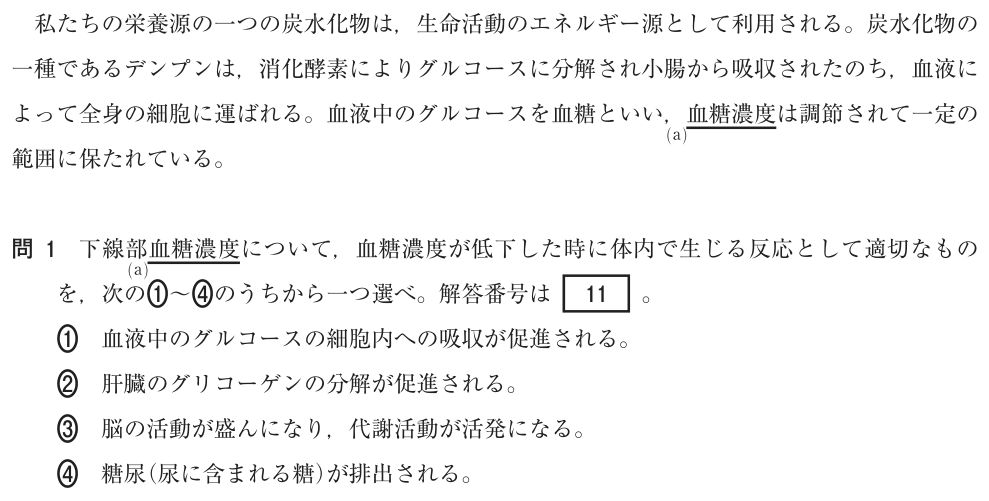 私たちの栄養源の一つの炭水化物は，生命活動のエネルギー源として利用される。炭水化物の
一種であるデンプンは，消化酵素によりグルコースに分解され小腸から吸収されたのち，血液に
よって全身の細胞に運ばれる。血液中のグルコースを血糖といい，血糖濃度は調節されて一定の
(a)
範囲に保たれている。
問 1 下線部血糖濃度について，血糖濃度が低下した時に体内で生じる反応として適切なもの
(a)
を，次の①～④のうちから一つ選べ。解答番号は 11 。
① 血液中のグルコースの細胞内への吸収が促進される。
② 肝臓のグリコーゲンの分解が促進される。
③ 脳の活動が盛んになり，代謝活動が活発になる。
④ 糖尿(尿に含まれる糖)が排出される。